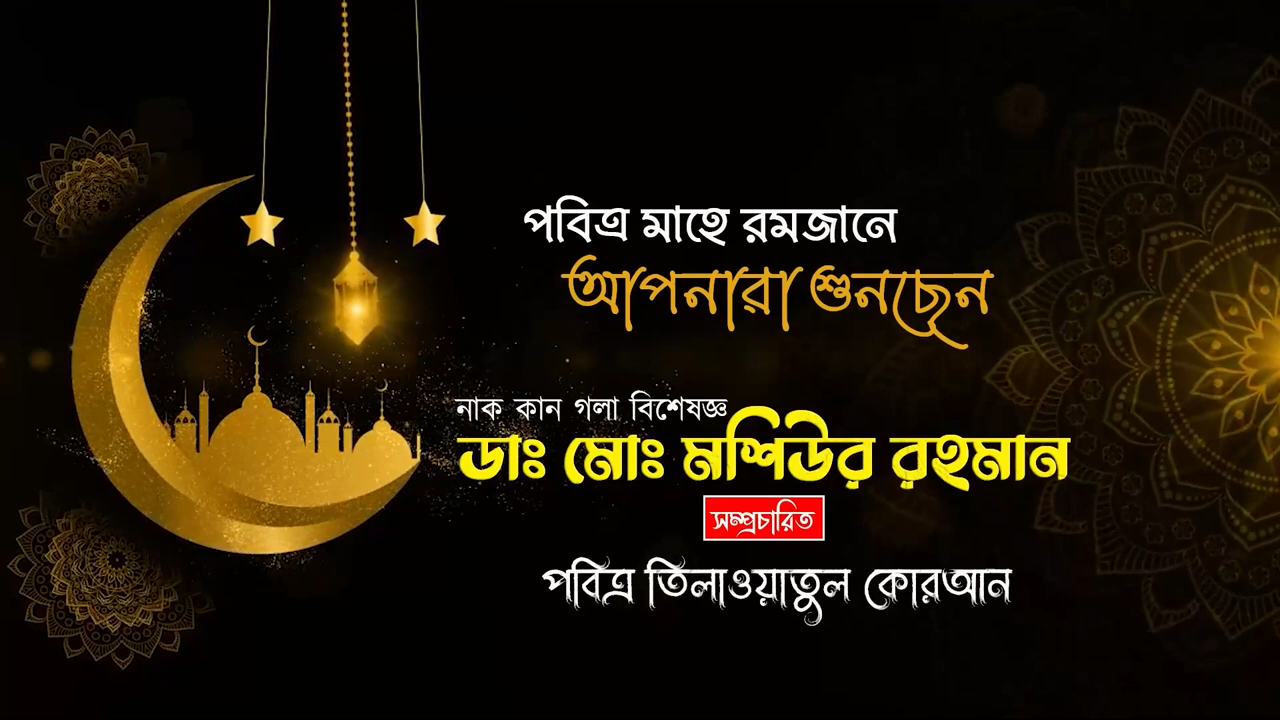 পবিত্র মাহে রমজানে
আপনারা শুনছেন
নাক কান গলা বিশেষজ্ঞ
ডাঃ মোঃ মশিউর রহমান
সম্প্রচারিত
পবিত্র তিলাওয়াতুল কোরআন